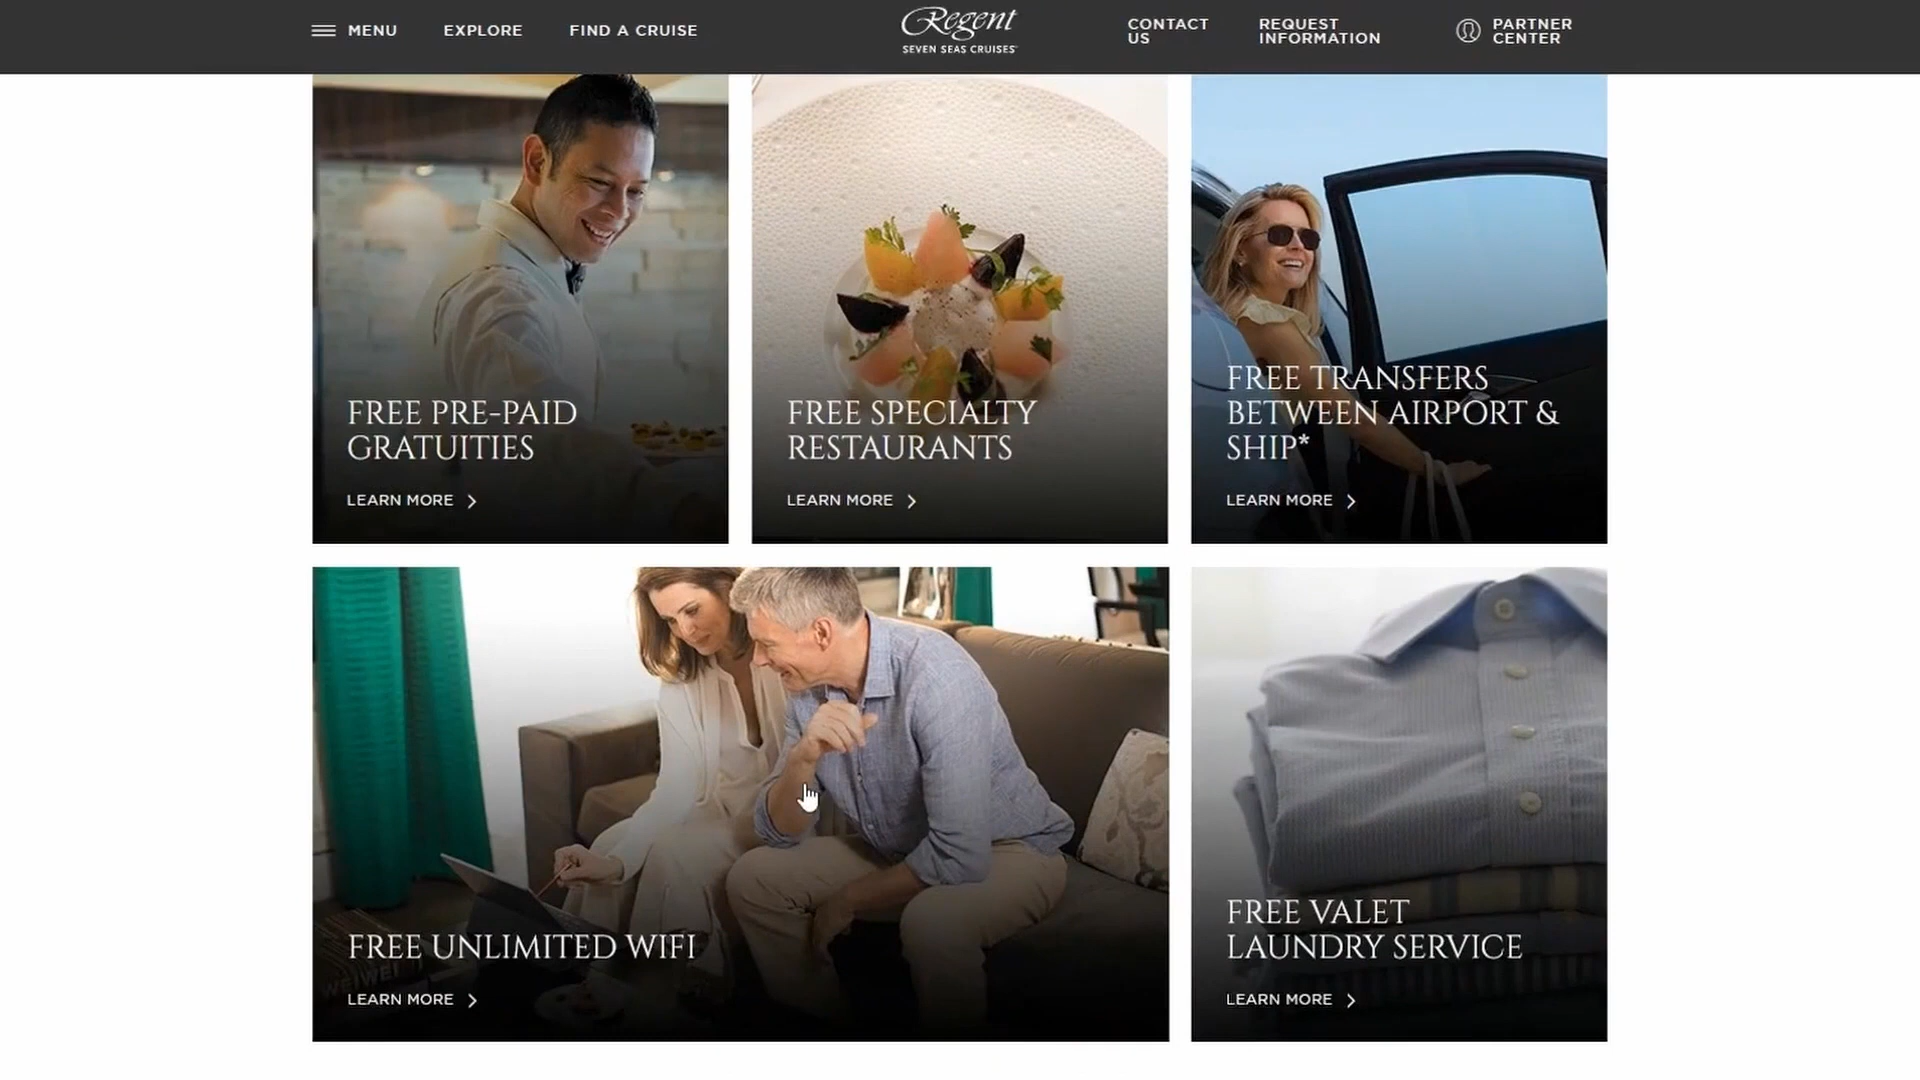 MENU
EXPLORE
FIND A CRUISE
Regent
SEVEN SEAS CRUISES
CONTACT
US
REQUEST
INFORMATION
PARTNER
CENTER
FREE PRE-PAID
GRATUITIES
LEARN MORE
FREE SPECIALTY
RESTAURANTS
LEARN MORE
FREE TRANSFERS
BETWEEN AIRPORT &
SHIP*
LEARN MORE
WEIWEI
FREE UNLIMITED WIFI
LEARN MORE
FREE VALET
LAUNDRY SERVICE
LEARN MORE